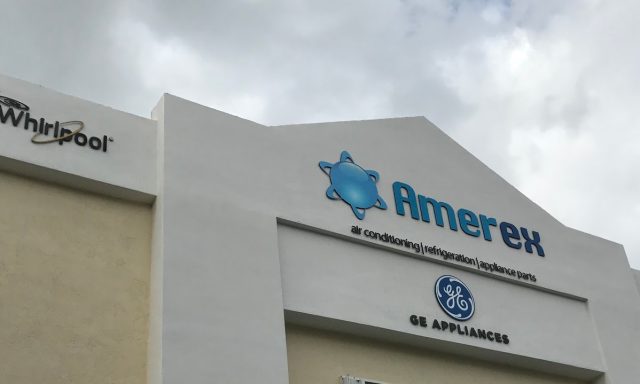 Whirlpool
Amerex
air conditioning | refrigeration | appliance parts
GE
GE APPLIANCES